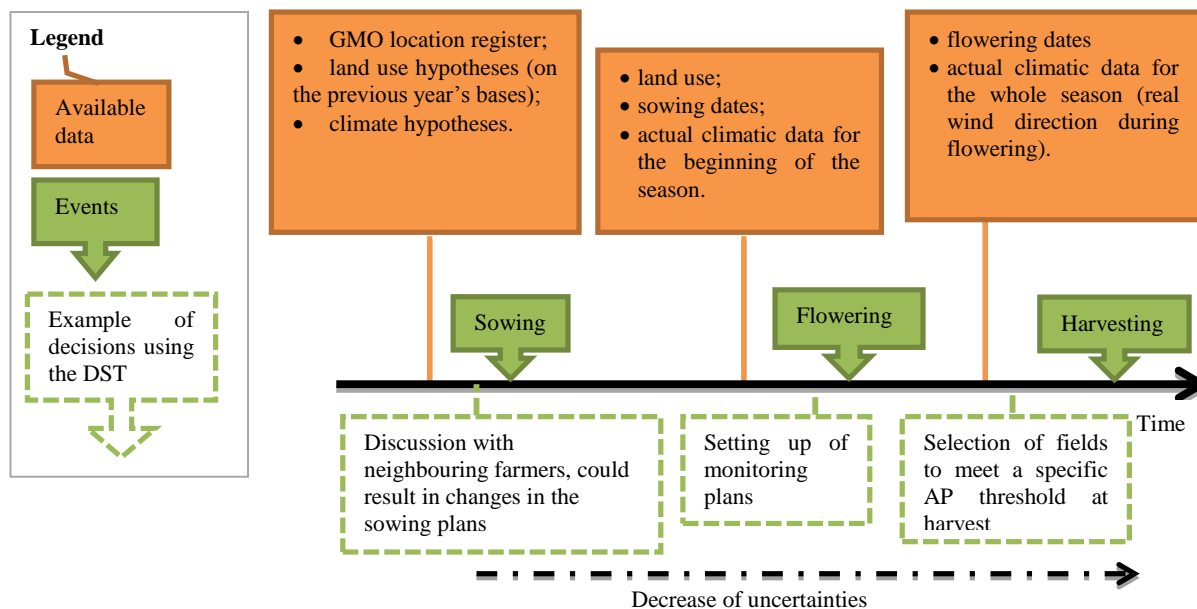 Legend
Available
data
Events
Example of
decisions using
the DST
• GMO location register;
• land use hypotheses (on
the previous year's bases);
• climate hypotheses.
• land use;
• sowing dates;
• actual climatic data for
the beginning of the
season.
• flowering dates
• actual climatic data for
the whole season (real
wind direction during
flowering).
Sowing
Flowering
Harvesting
Time
Discussion with
neighbouring farmers, could
result in changes in the
sowing plans
Setting up of
monitoring
plans
Selection of fields
to meet a specific
AP threshold at
harvest
Decrease of uncertainties